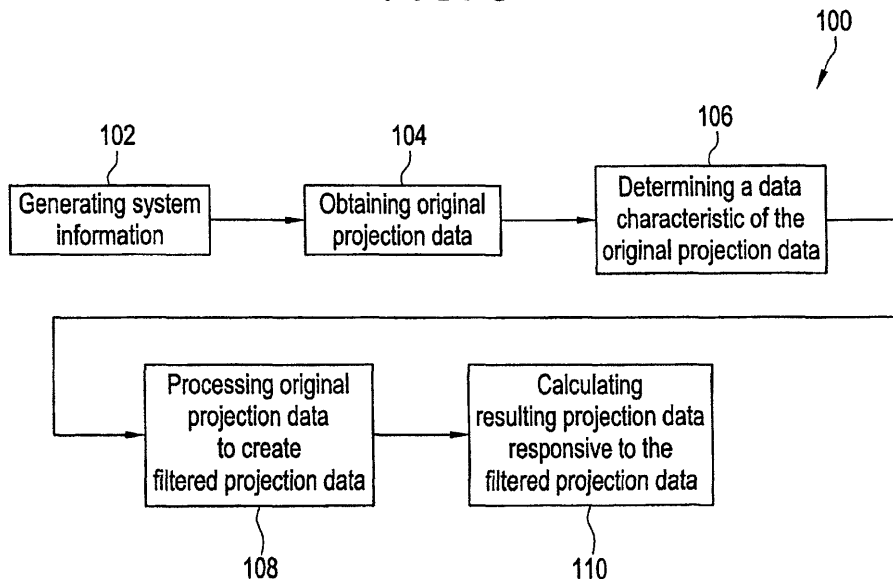 100
102
104
106
Generating system
information
Obtaining original
projection data
Determining a data
characteristic of the
original projection data
Processing original
projection data
to create
filtered projection data
Calculating
resulting projection data
responsive to the
filtered projection data
108
110